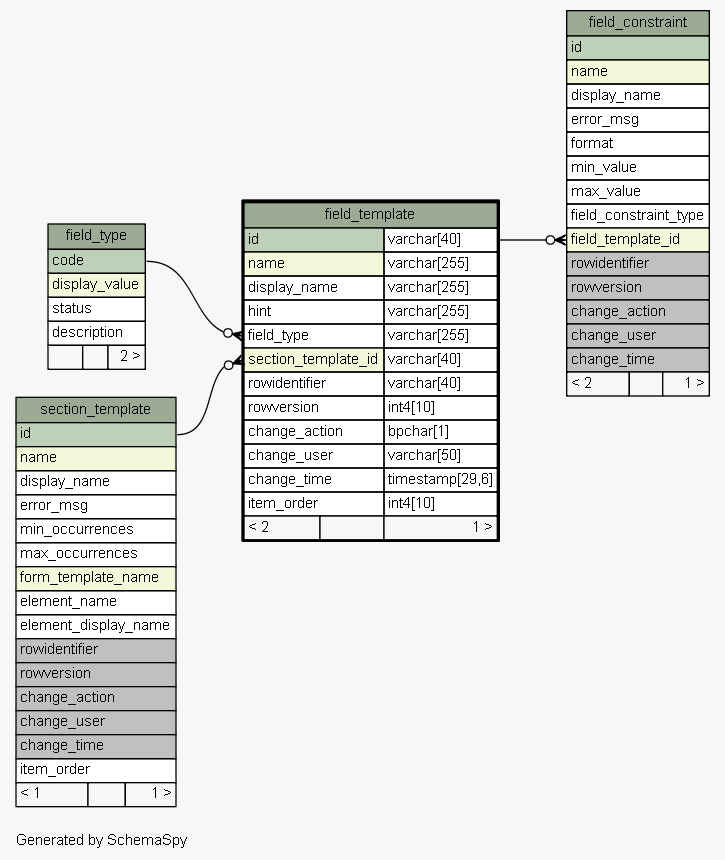 field_constraint
id
name
display_name
error_msg
format
min_value
max_value
field_constraint_type
field_template_id
rowidentifier
rowversion
change_action
change_user
change_time
< 2 1 >
field_template
id varchar[40]
name varchar[255]
display_name varchar[255]
hint varchar[255]
field_type varchar[255]
section_template_id varchar[40]
rowidentifier varchar[40]
rowversion int4[10]
change_action bpchar[1]
change_user varchar[50]
change_time timestamp[29,6]
item_order int4[10]
< 2 1 >
field_type
code
display_value
status
description
2 >
section_template
id
name
display_name
error_msg
min_occurrences
max_occurrences
form_template_name
element_name
element_display_name
rowidentifier
rowversion
change_action
change_user
change_time
item_order
< 1 1 >
Generated by SchemaSpy